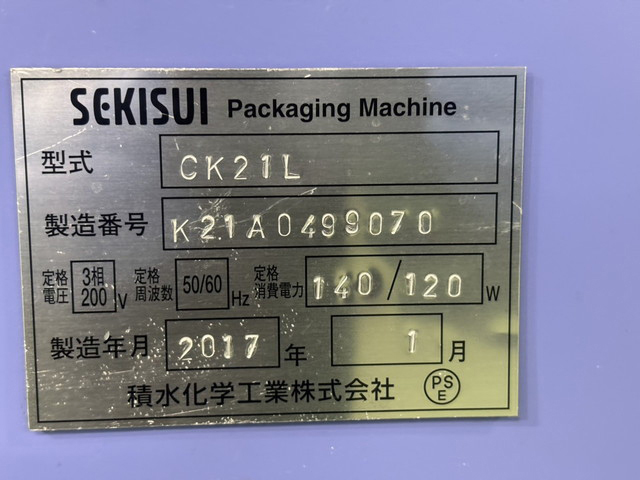 SEKISUI Packaging Machine
型式 CK21L
製造番号 K21A0499070
定格電圧 3相200V 定格周波数 50/60Hz 定格消費電力 140/120W
製造年月 2017年 1月
積水化学工業株式会社 PSE